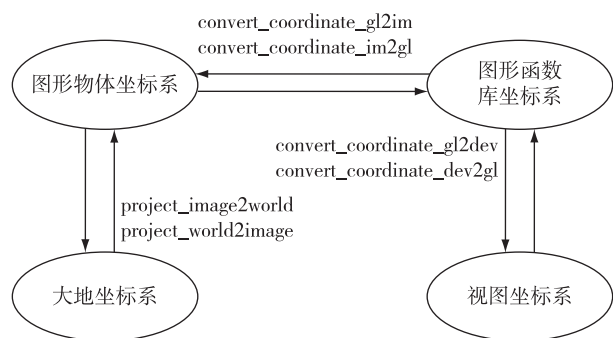 convert_coordinate_gl2im
convert_coordinate_im2gl
图形物体坐标系
图形函数
库坐标系
convert_coordinate_gl2dev
convert_coordinate_dev2gl
project_image2world
project_world2image
大地坐标系
视图坐标系